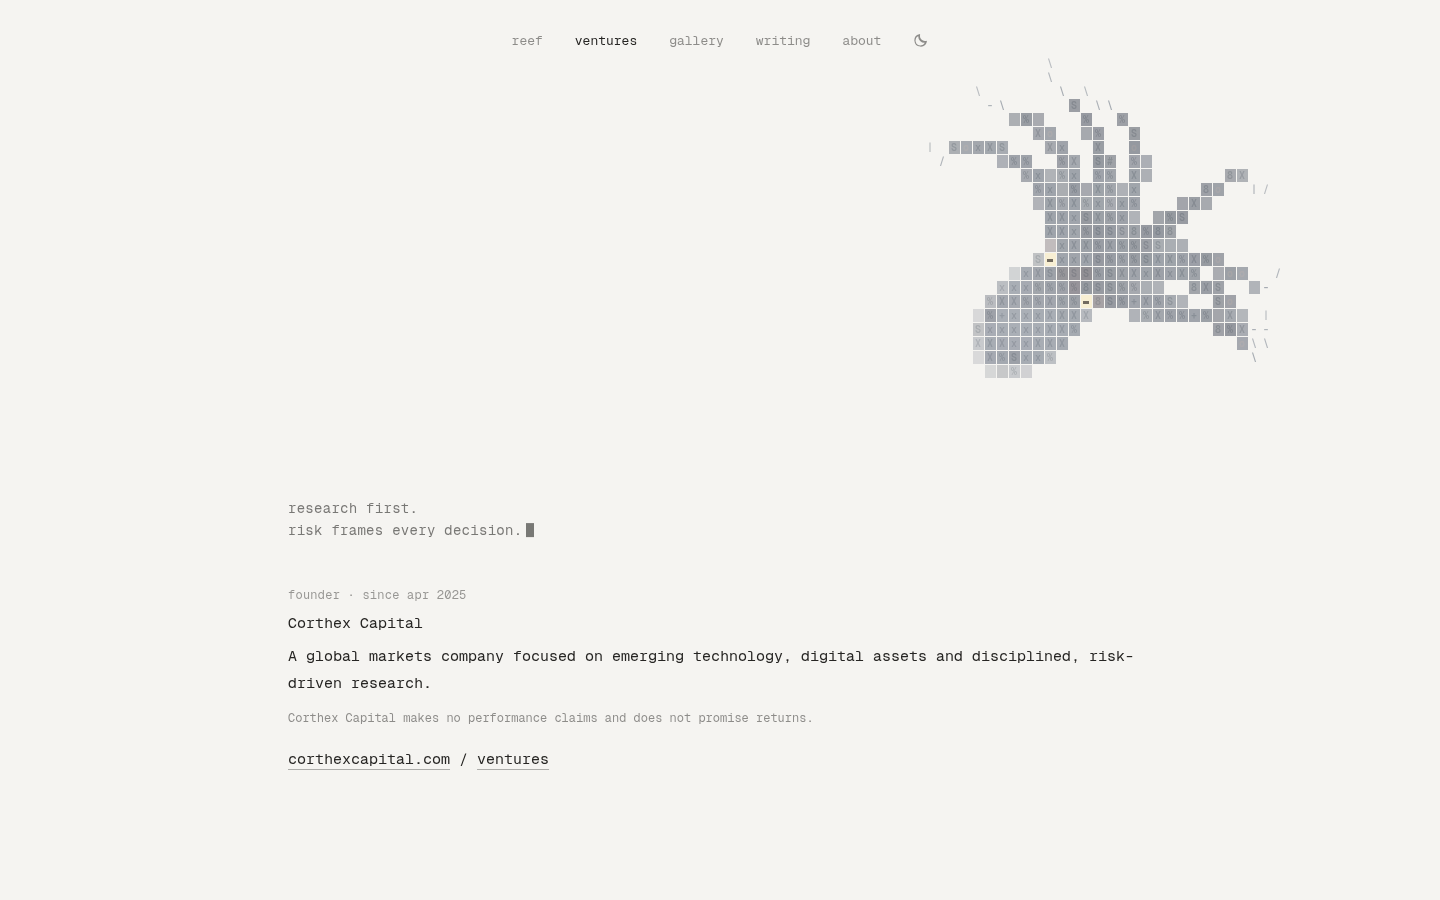 reef ventures gallery writing about
research first.
risk frames every decision.
founder · since apr 2025
Corthex Capital
A global markets company focused on emerging technology, digital assets and disciplined, risk-
driven research.
Corthex Capital makes no performance claims and does not promise returns.
corthexcapital.com / ventures